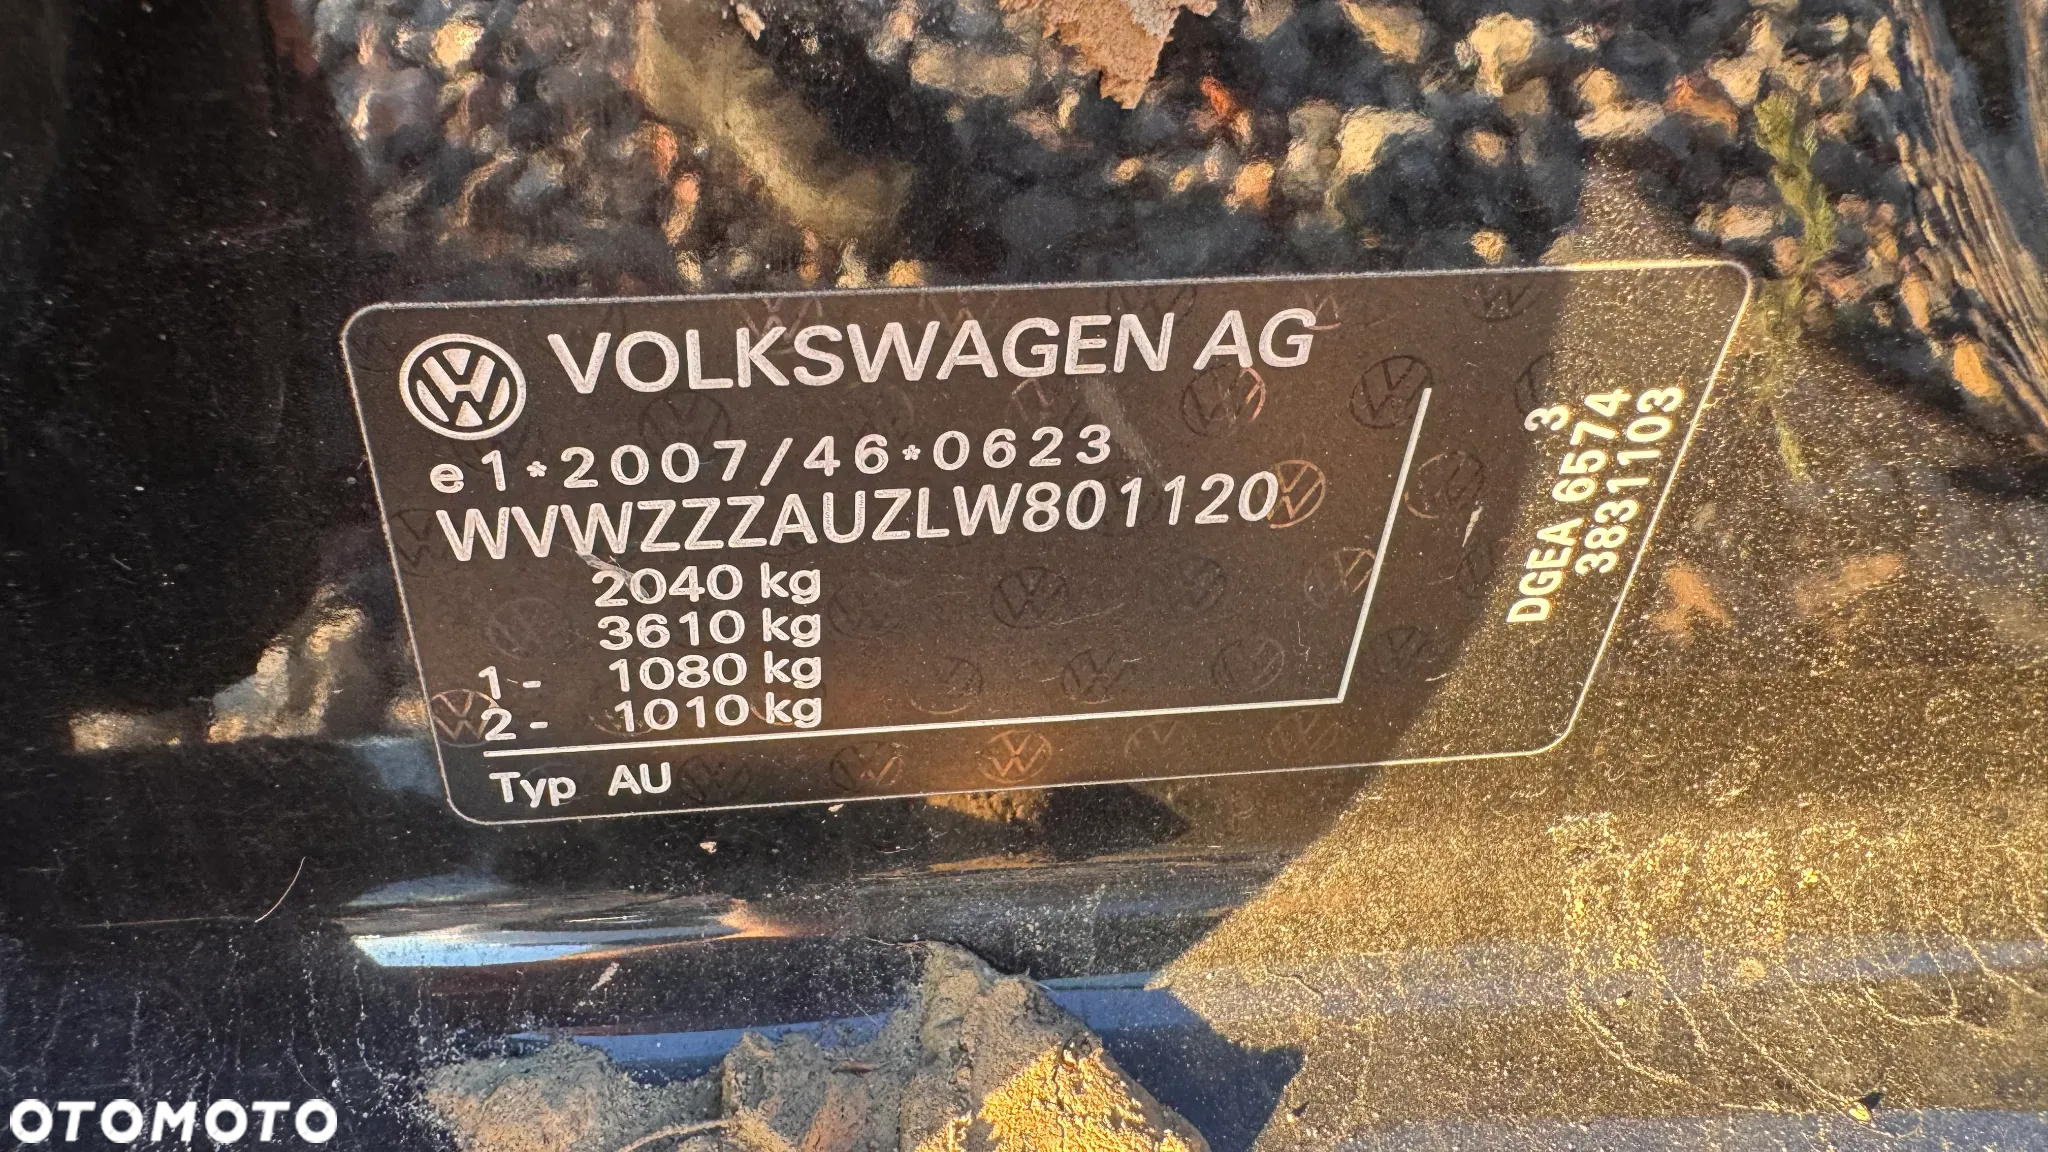 VOLKSWAGEN AG
e1*2007/46*0623
WVWZZZAUZLW801120
2040 kg
3610 kg
1- 1080 kg
2- 1010 kg
Typ AU
3
DGEA 6574
3831103
OTOMOTO